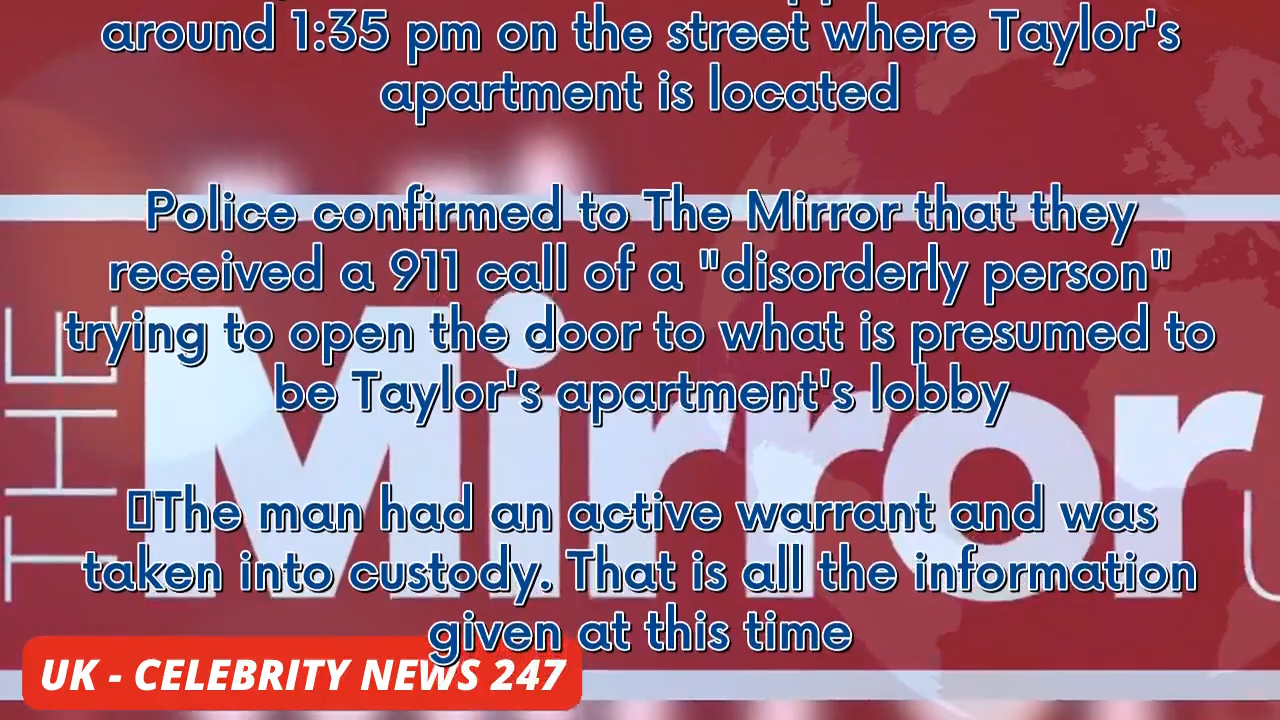 around 1:35 pm on the street where Taylor's
apartment is located
Police confirmed to The Mirror that they
received a 911 call of a "disorderly person"
trying to open the door to what is presumed to
be Taylor's apartment's lobby
The man had an active warrant and was
taken into custody. That is all the information
given at this time
THE
Mirror
UK - CELEBRITY NEWS 247